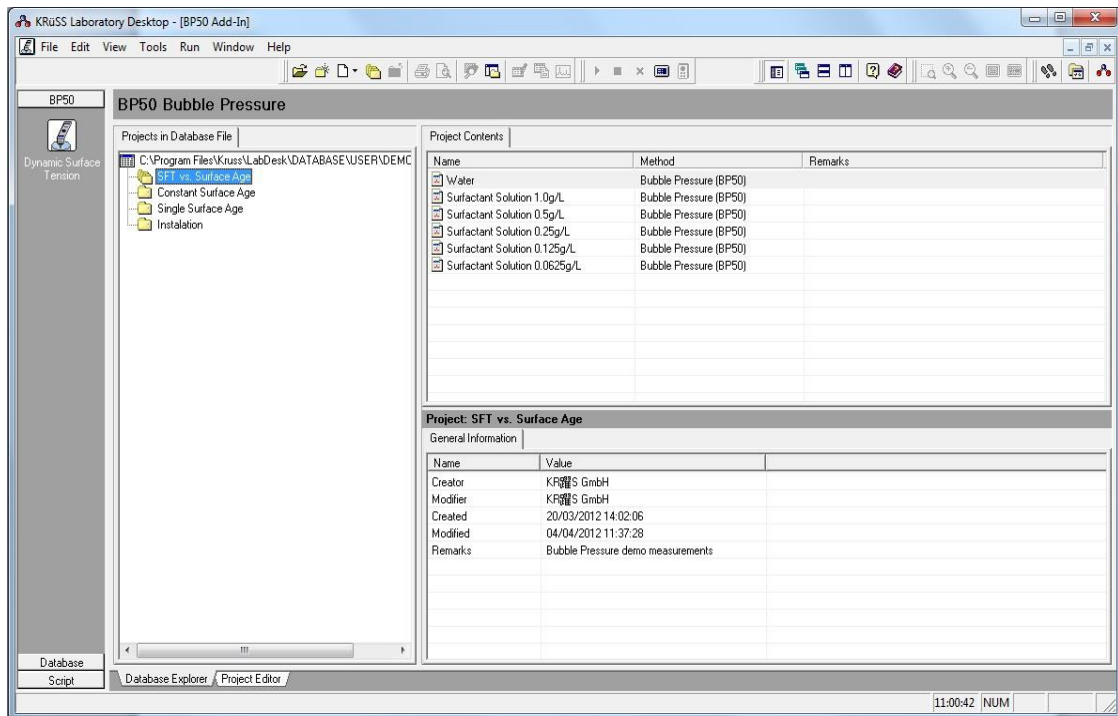 KRüSS Laboratory Desktop - [BP50 Add-In]
File Edit View Tools Run Window Help
BP50
Dynamic Surface
Tension
BP50 Bubble Pressure
Projects in Database File
C:\Program Files\Kruss\LabDesk\DATABASE\USER\DEMC
SFT vs. Surface Age
Constant Surface Age
Single Surface Age
Instalation
Project Contents
Name Method Remarks
Water Bubble Pressure (BP50)
Surfactant Solution 1.0g/L Bubble Pressure (BP50)
Surfactant Solution 0.5g/L Bubble Pressure (BP50)
Surfactant Solution 0.25g/L Bubble Pressure (BP50)
Surfactant Solution 0.125g/L Bubble Pressure (BP50)
Surfactant Solution 0.0625g/L Bubble Pressure (BP50)
Project: SFT vs. Surface Age
General Information
Name Value
Creator GmbH
Modifier GmbH
Created 20/03/2012 14:02:06
Modified 04/04/2012 11:37:28
Remarks Bubble Pressure demo measurements
Database
Script
Database Explorer Project Editor
11:00:42 NUM